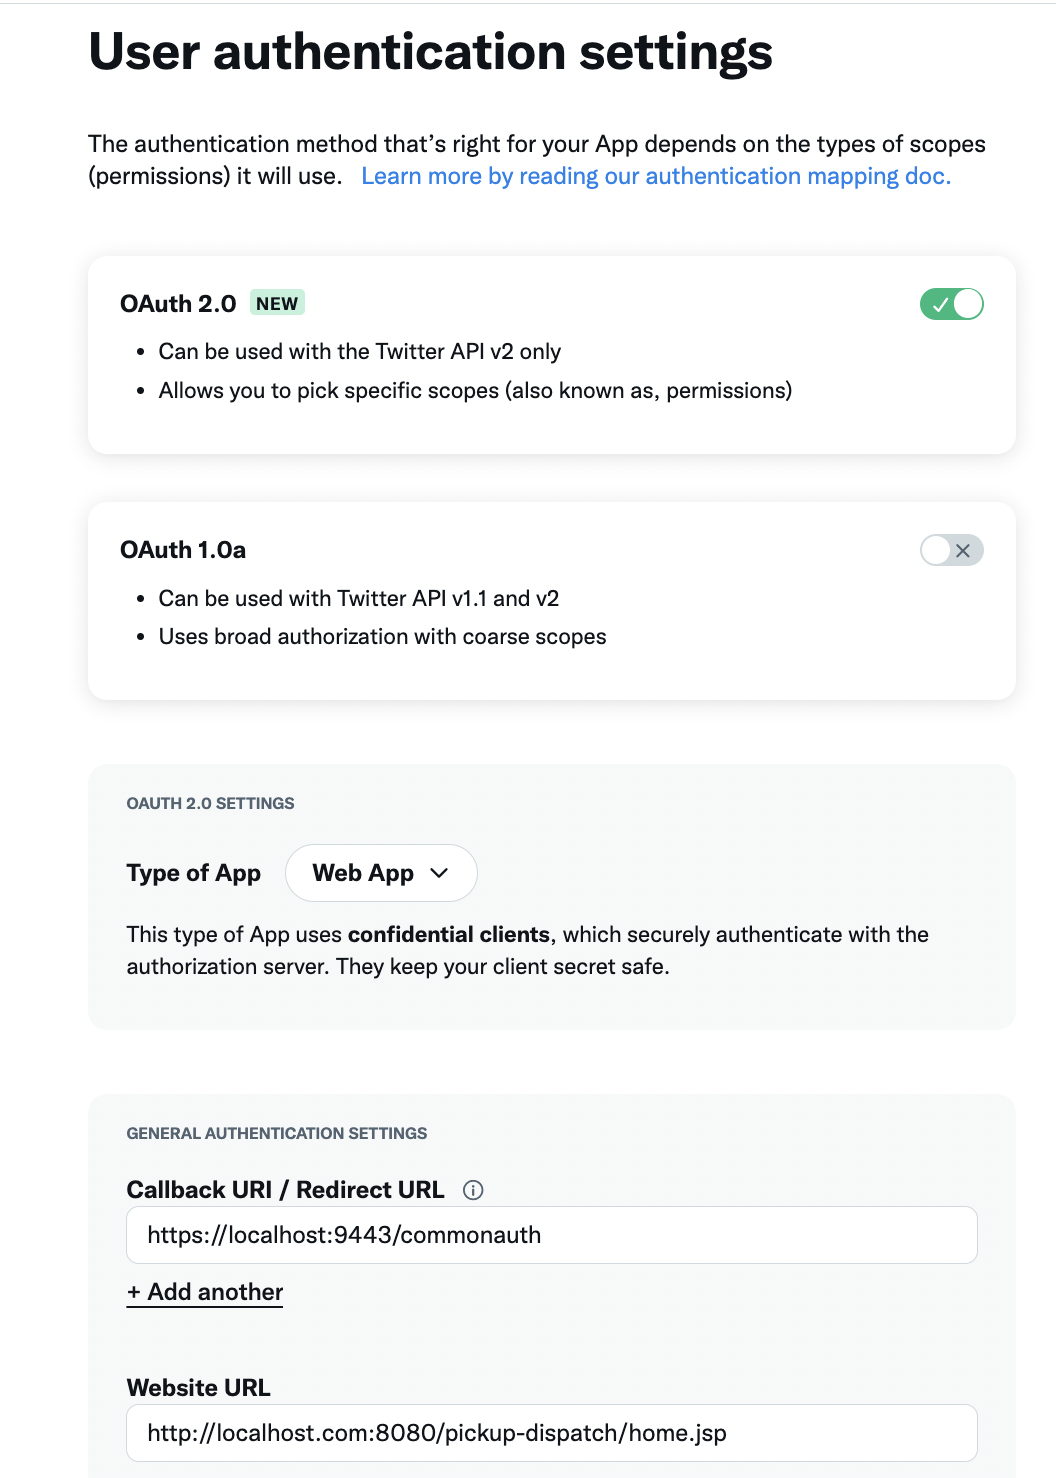 User authentication settings
The authentication method that's right for your App depends on the types of scopes
(permissions) it will use. Learn more by reading our authentication mapping doc.
OAuth 2.0 NEW
• Can be used with the Twitter API v2 only
• Allows you to pick specific scopes (also known as, permissions)
OAuth 1.0a
• Can be used with Twitter API v1.1 and v2
• Uses broad authorization with coarse scopes
OAUTH 2.0 SETTINGS
Type of App Web App
This type of App uses confidential clients, which securely authenticate with the
authorization server. They keep your client secret safe.
GENERAL AUTHENTICATION SETTINGS
Callback URI / Redirect URL
https://localhost:9443/commonauth
+ Add another
Website URL
http://localhost.com:8080/pickup-dispatch/home.jsp